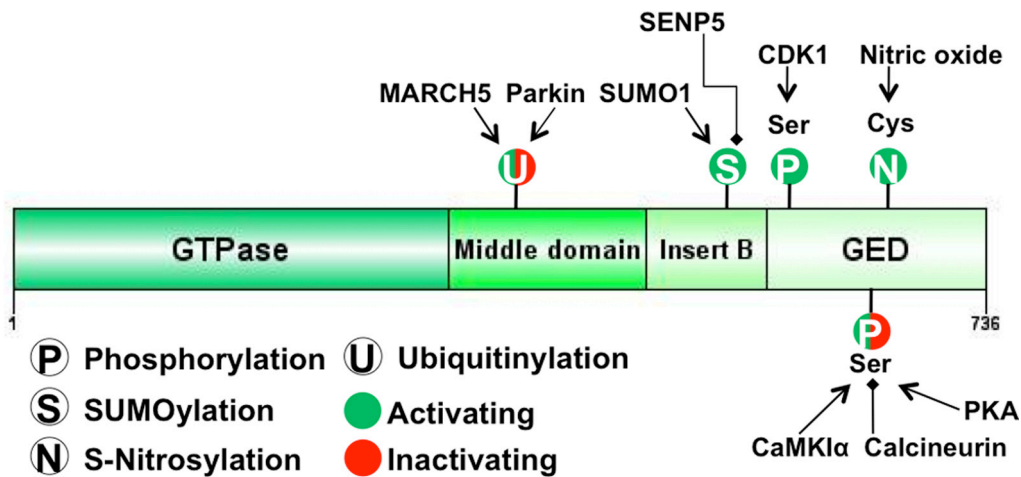 SENP5
CDK1 Nitric oxide
MARCH5 Parkin SUMO1
Ser Cys
U S P N
GTPase Middle domain Insert B GED
1 736
P
Ser
P Phosphorylation U Ubiquitinylation
S SUMOylation Activating
N S-Nitrosylation Inactivating
PKA
CaMKIα Calcineurin